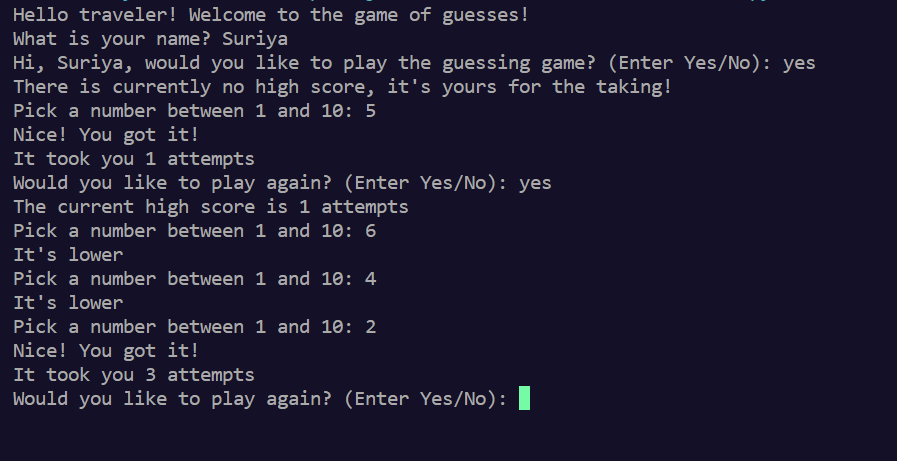 Hello traveler! Welcome to the game of guesses!
What is your name? Suriya
Hi, Suriya, would you like to play the guessing game? (Enter Yes/No): yes
There is currently no high score, it's yours for the taking!
Pick a number between 1 and 10: 5
Nice! You got it!
It took you 1 attempts
Would you like to play again? (Enter Yes/No): yes
The current high score is 1 attempts
Pick a number between 1 and 10: 6
It's lower
Pick a number between 1 and 10: 4
It's lower
Pick a number between 1 and 10: 2
Nice! You got it!
It took you 3 attempts
Would you like to play again? (Enter Yes/No):